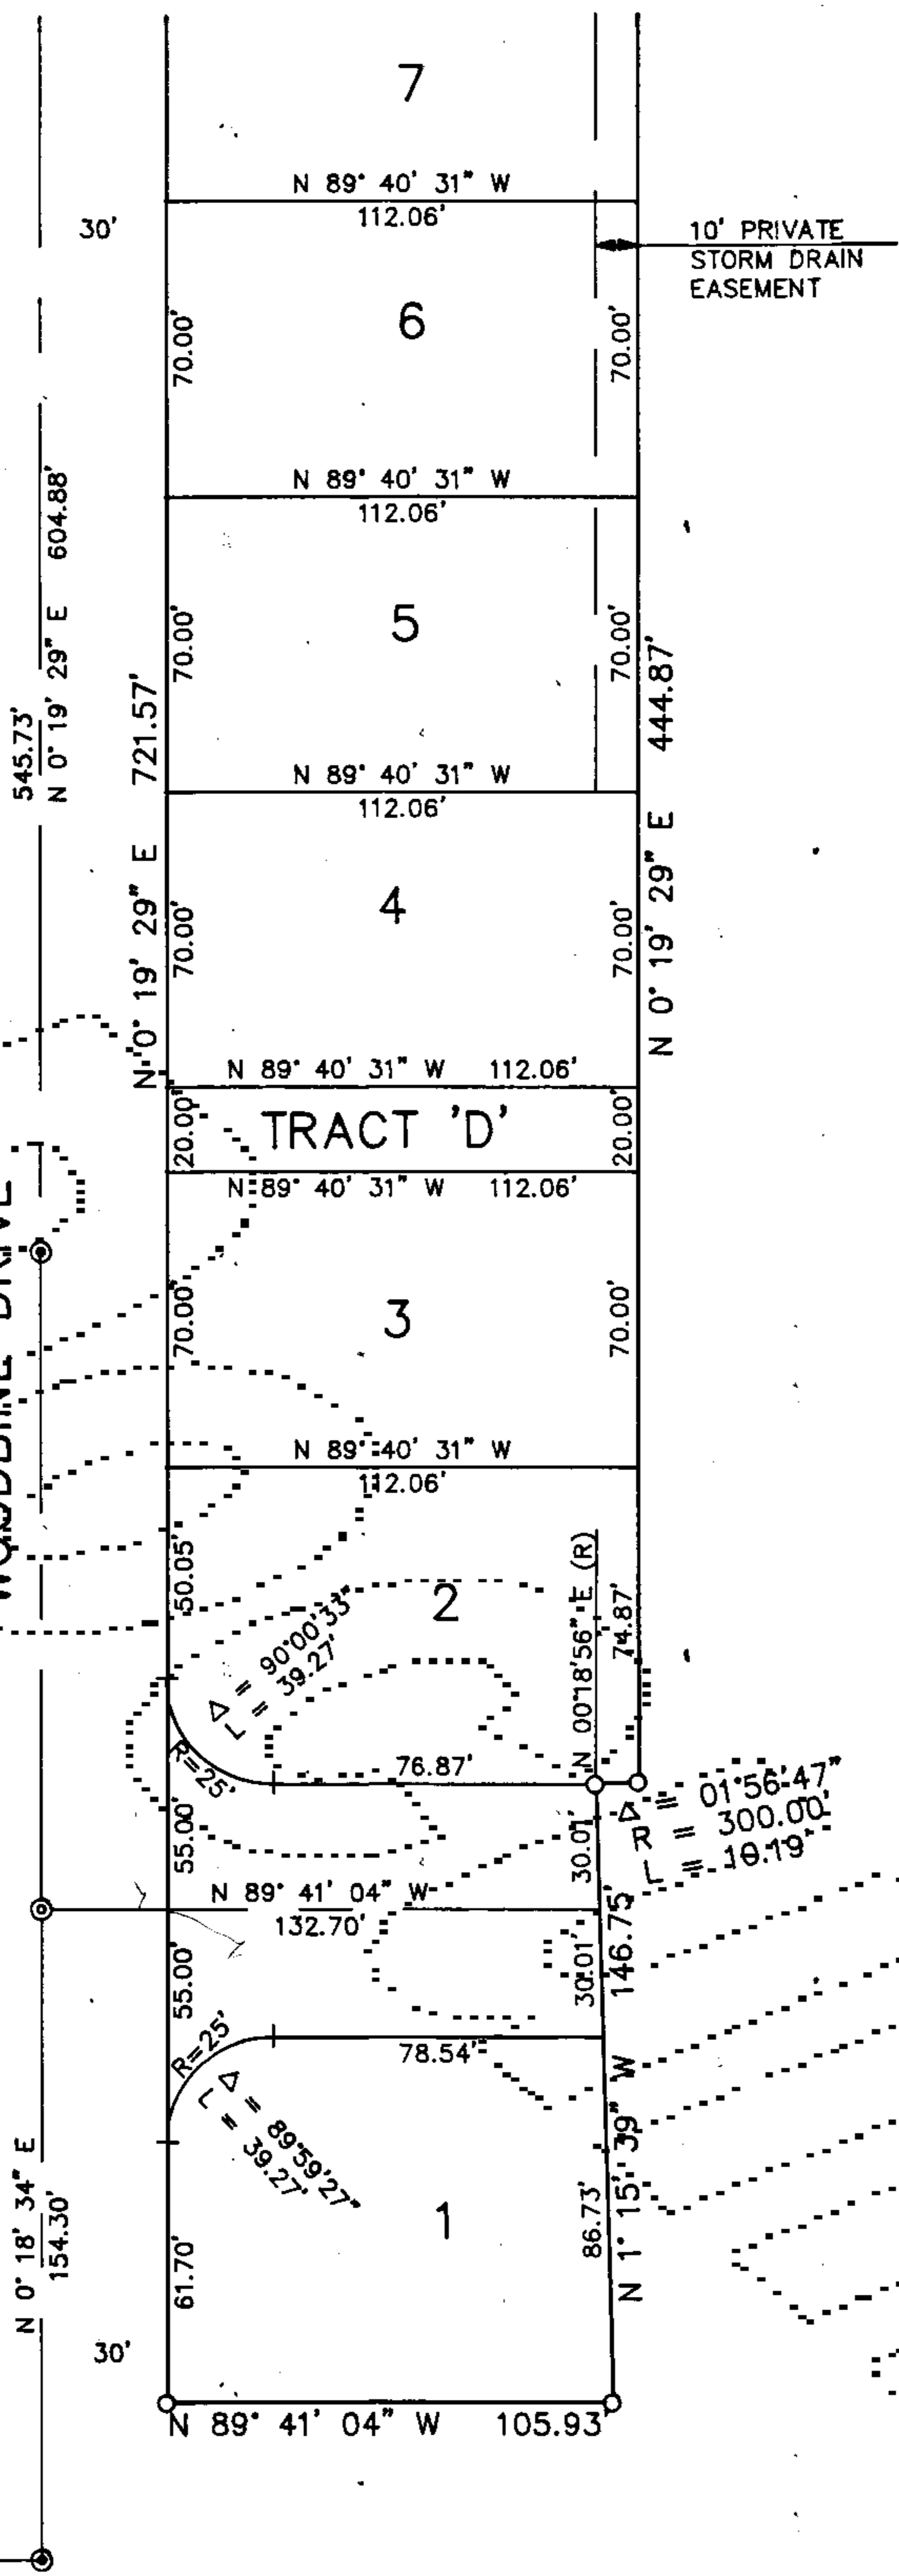 7
N 89° 40' 31" W
112.06'
30'
10' PRIVATE
STORM DRAIN
EASEMENT
6
70.00'
70.00'
N 89° 40' 31" W
112.06'
545.73'
N 0° 19' 29" E 604.88'
5
70.00'
70.00'
N 0° 19' 29" E 721.57'
N 0° 19' 29" E 444.87'
N 89° 40' 31" W
112.06'
4
70.00'
70.00'
N 89° 40' 31" W 112.06'
TRACT 'D'
20.00'
20.00'
N 89° 40' 31" W 112.06'
DRIVE
3
70.00'
70.00'
N 89° 40' 31" W
112.06'
2
50.05'
Δ = 90°00'33"
L = 39.27'
R=25'
N 00°18'56" E (R)
74.87'
76.87'
Δ = 01°56'47"
R = 300.00'
L = 10.19'
55.00'
30.01'
N 89° 41' 04" W
132.70'
55.00'
30.01'
N 1° 15' 39" W 146.75'
R=25'
78.54'
Δ = 89°59'27"
L = 39.27'
1
86.73'
61.70'
N 0° 18' 34" E
154.30'
30'
N 89° 41' 04" W 105.93'